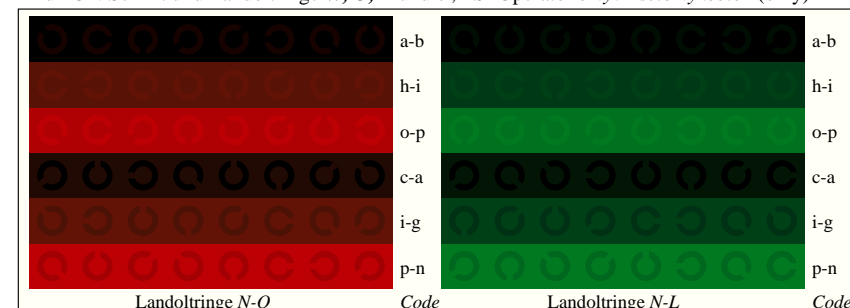 a-b a-b
h-i h-i
o-p o-p
c-a c-a
i-g i-g
p-n p-n
Landoltringe N-O Code Landoltringe N-L Code